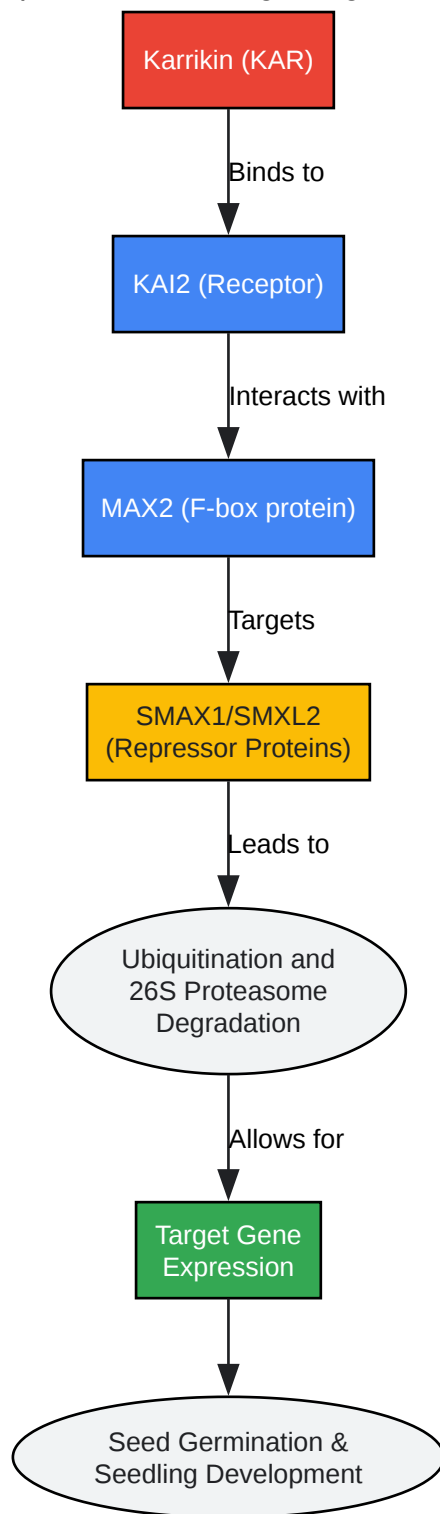 Karrikin (KAR)
Binds to
KAI2 (Receptor)
Interacts with
MAX2 (F-box protein)
Targets
SMAX1/SMXL2
(Repressor Proteins)
Leads to
Ubiquitination and
26S Proteasome
Degradation
Allows for
Target Gene
Expression
Seed Germination &
Seedling Development